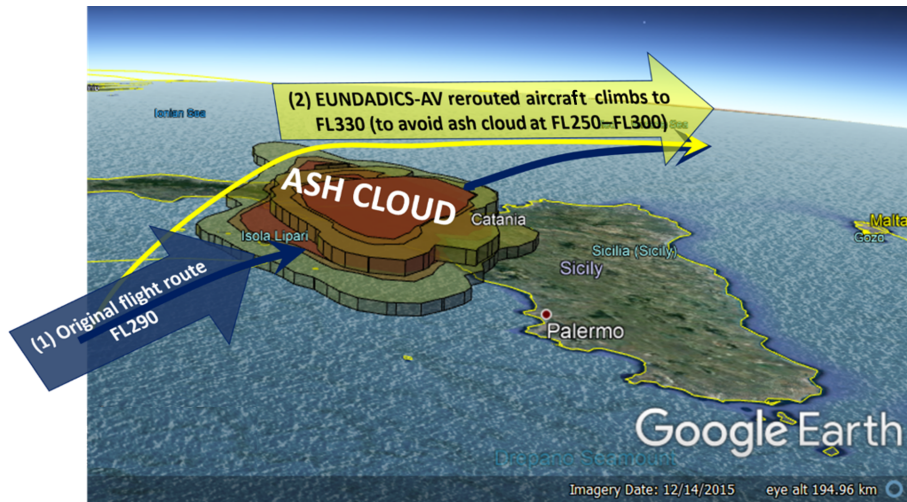 (2) EUNDADICS-AV rerouted aircraft climbs to
FL330 (to avoid ash cloud at FL250–FL300)
Ionian Sea
Sea
ASH CLOUD
Catania
Isola Lipari
Malta
Gozo
Sicilia (Sicily)
Sicily
(1) Original flight route
FL290
Palermo
Google Earth
Imagery Date: 12/14/2015 eye alt 194.96 km